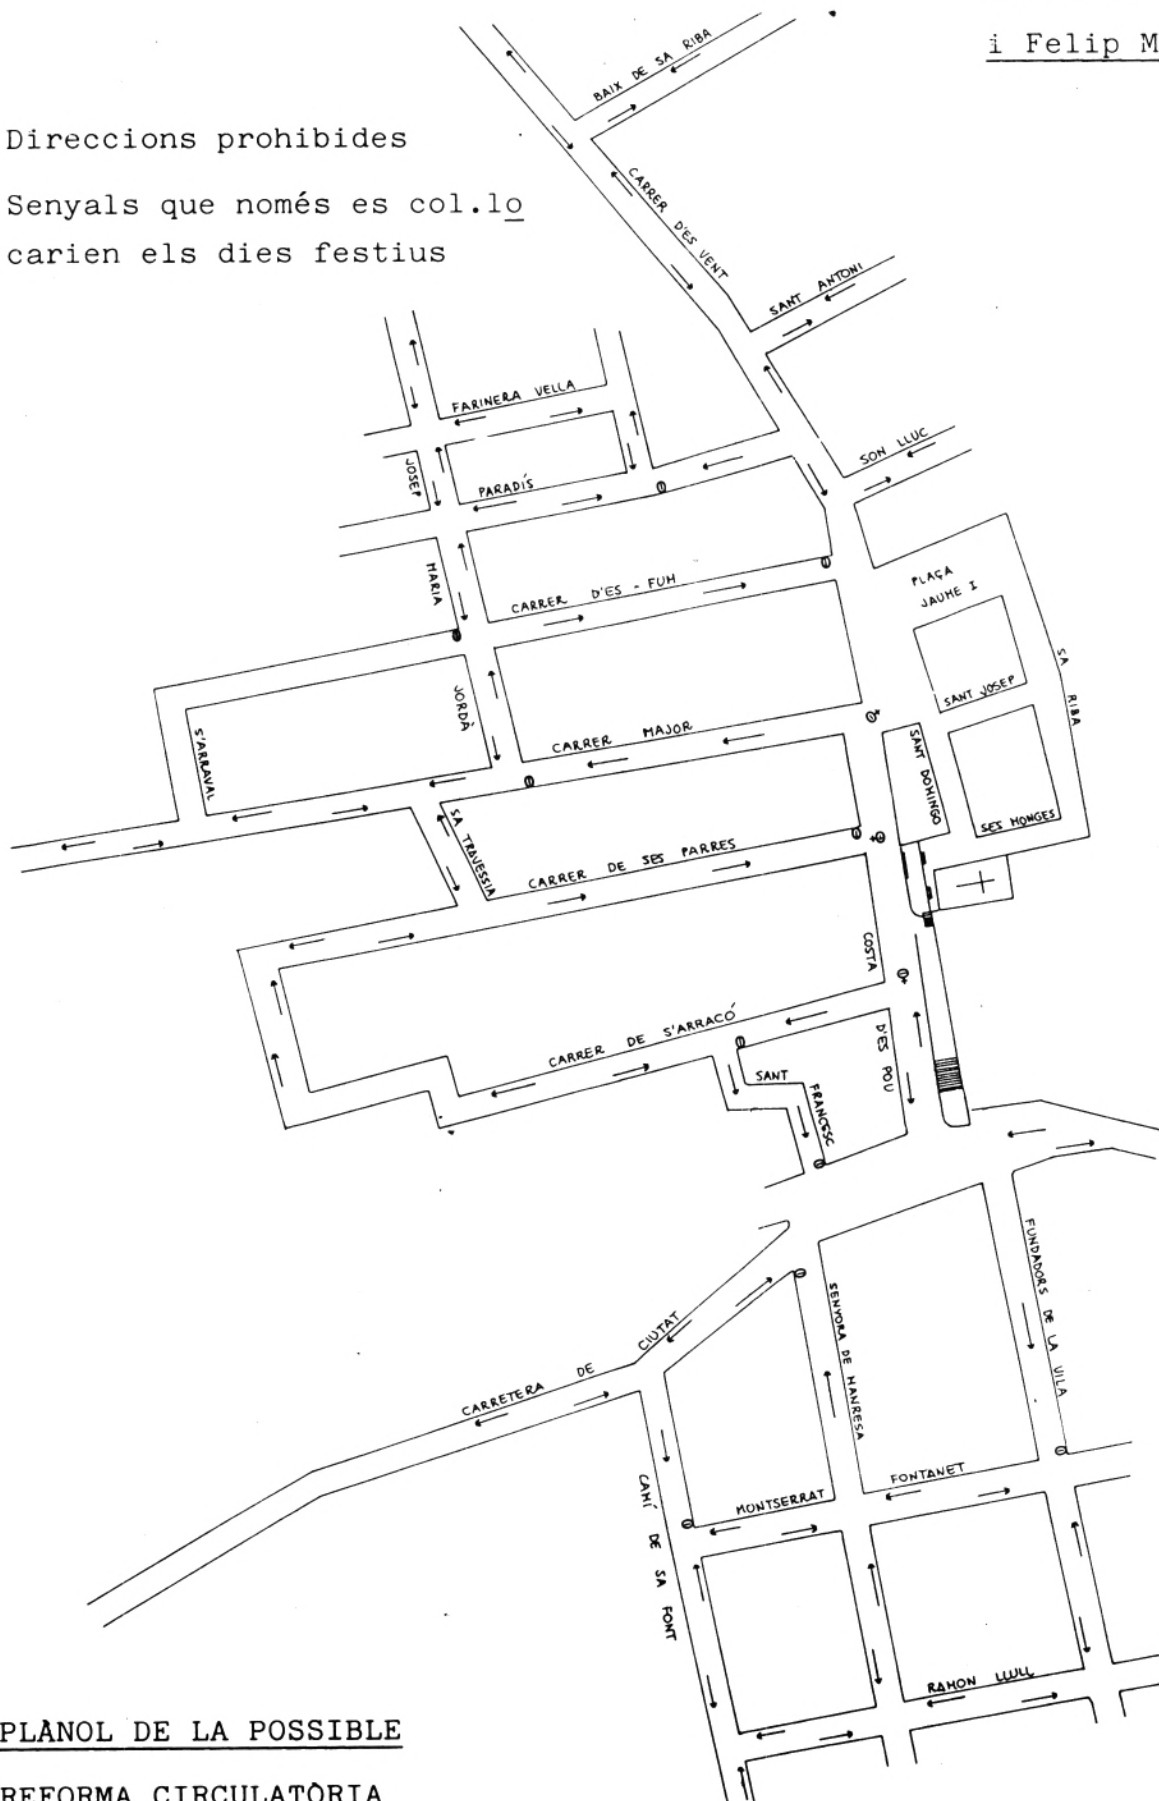 i Felip M
Direccions prohibides
Senyals que només es col.lo
carien els dies festius
BAIX DE SA RIBA
CARRER D'ES VENT
SANT ANTONI
FARINERA VELLA
SON LLUC
JOSEP
PARADÍS
MARIA
CARRER D'ES-FUM
PLAÇA
JAUME I
SA RIBA
SANT JOSEP
JORDÀ
CARRER MAJOR
S'ARRAVAL
SANT DOMINGO
SES MONGES
SA TRAVESSIA
CARRER DE SES PARRES
COSTA
D'ES POU
CARRER DE S'ARRACÓ
SANT
FRANCESC
FUNDADORS DE LA VILA
SENYORA DE MANRESA
CARRETERA DE CIUTAT
CAMÍ DE SA FONT
MONTSERRAT
FONTANET
RAMON LLULL
PLÀNOL DE LA POSSIBLE
REFORMA CIRCULATÒRIA